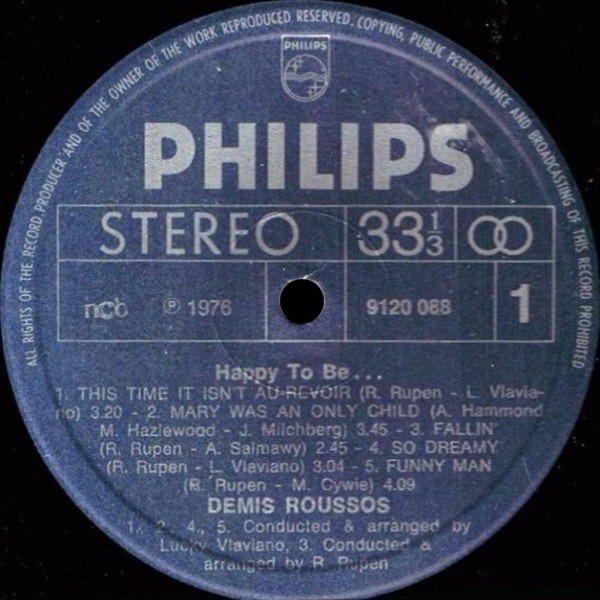 ALL RIGHTS OF THE RECORD PRODUCER AND OF THE OWNER OF THE WORK REPRODUCED RESERVED. COPYING, PUBLIC PERFORMANCE AND BROADCASTING OF THIS RECORD PROHIBITED
PHILIPS
PHILIPS
STEREO 33 1/3
ncb ℗ 1976 9120 088 1
Happy To Be...
1. THIS TIME IT ISN'T AU-REVOIR (R. Rupen - L. Vlavia-
no) 3.20 - 2. MARY WAS AN ONLY CHILD (A. Hammond
M. Hazlewood - J. Milchberg) 3.45 - 3. FALLIN'
(R. Rupen - A. Salmawy) 2.45 - 4. SO DREAMY
(R. Rupen - L. Vlaviano) 3.04 - 5. FUNNY MAN
(R. Rupen - M. Cywie) 4.09
DEMIS ROUSSOS
1., 2., 4., 5. Conducted & arranged by
Lucky Vlaviano, 3. Conducted &
arranged by R. Rupen